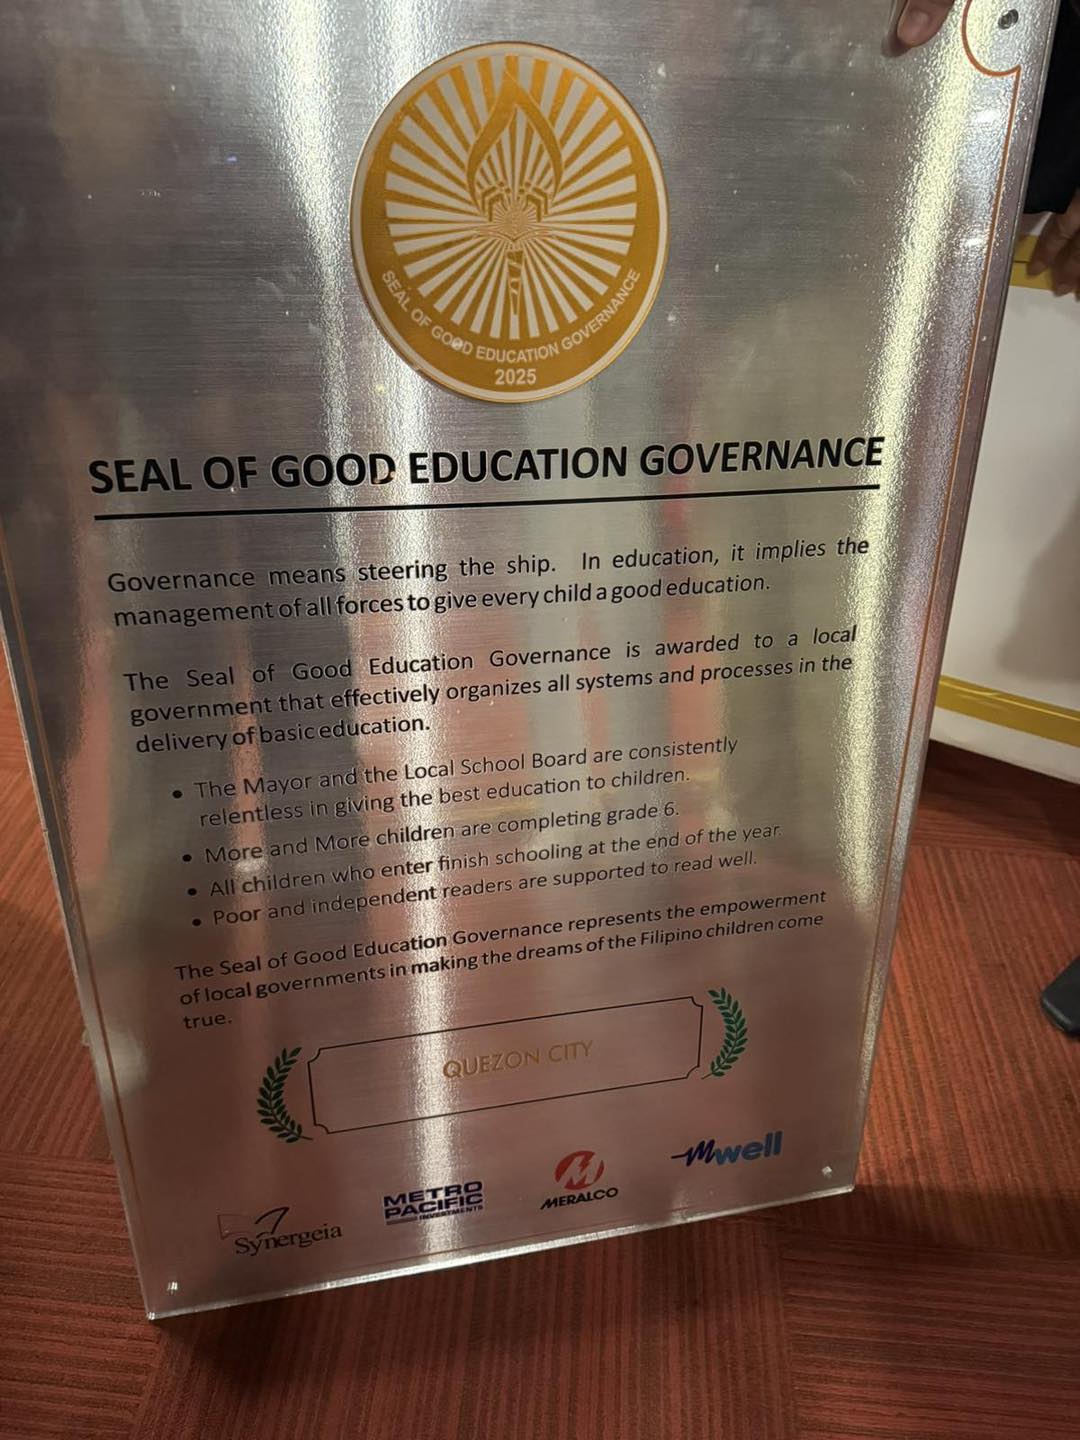 SEAL OF GOOD EDUCATION GOVERNANCE
2025
SEAL OF GOOD EDUCATION GOVERNANCE
Governance means steering the ship. In education, it implies the
management of all forces to give every child a good education.
The Seal of Good Education Governance is awarded to a local
government that effectively organizes all systems and processes in the
delivery of basic education.
• The Mayor and the Local School Board are consistently
relentless in giving the best education to children.
• More and More children are completing grade 6.
• All children who enter finish schooling at the end of the year.
• Poor and independent readers are supported to read well.
The Seal of Good Education Governance represents the empowerment
of local governments in making the dreams of the Filipino children come
true.
QUEZON CITY
Synergeia
METRO
PACIFIC
INVESTMENTS
MERALCO
mwell